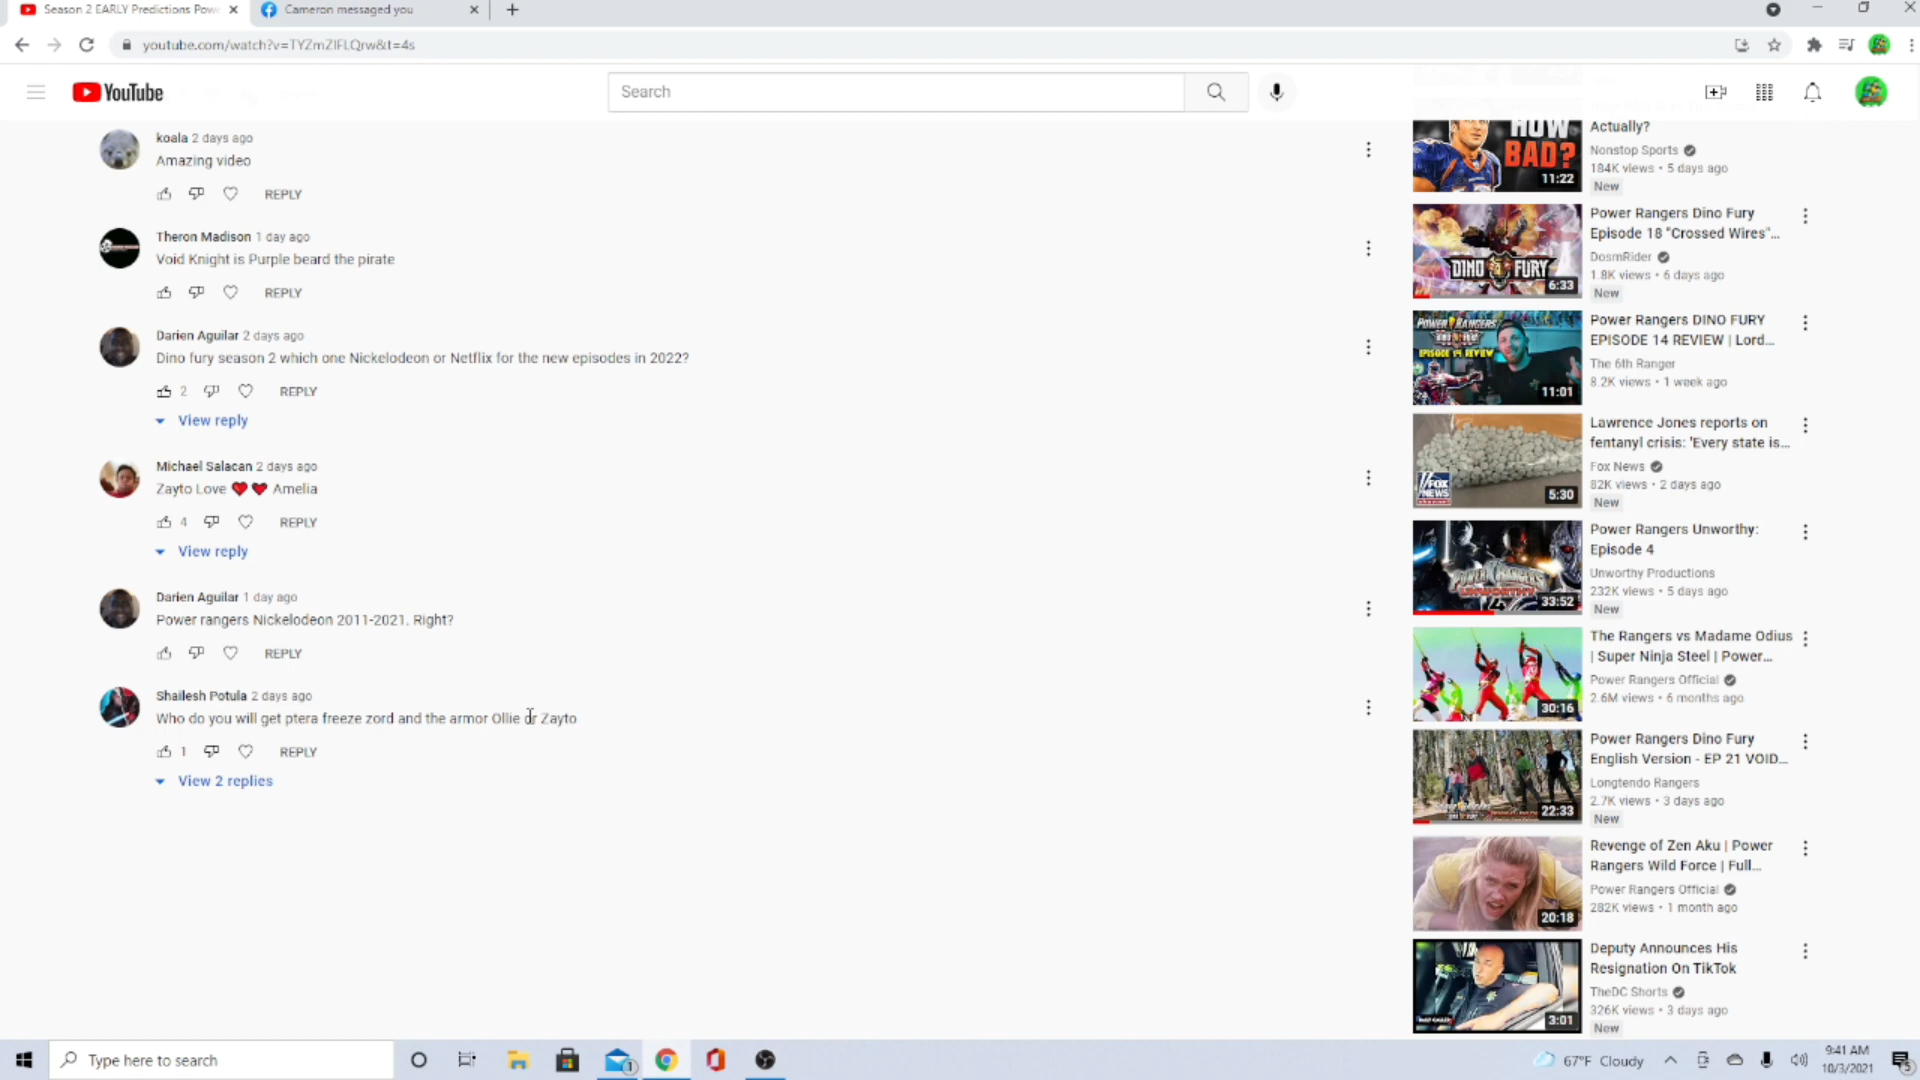 Season 2 EARLY Predictions Powe
Cameron messaged you
youtube.com/watch?v=TYZmZIFLQrw&t=4s
YouTube
Search
koala 2 days ago
Amazing video
REPLY
Theron Madison 1 day ago
Void Knight is Purple beard the pirate
REPLY
Darien Aguilar 2 days ago
Dino fury season 2 which one Nickelodeon or Netflix for the new episodes in 2022?
2
REPLY
View reply
Michael Salacan 2 days ago
Zayto Love ❤️ ❤️ Amelia
4
REPLY
View reply
Darien Aguilar 1 day ago
Power rangers Nickelodeon 2011-2021. Right?
REPLY
Shailesh Potula 2 days ago
Who do you will get ptera freeze zord and the armor Ollie or Zayto
1
REPLY
View 2 replies
HOW
BAD?
11:22
Actually?
Nonstop Sports
184K views • 5 days ago
New
DINO FURY
6:33
Power Rangers Dino Fury
Episode 18 "Crossed Wires"...
DosmRider
1.8K views • 6 days ago
New
POWER RANGERS
EPISODE 14 REVIEW
11:01
Power Rangers DINO FURY
EPISODE 14 REVIEW | Lord...
The 6th Ranger
8.2K views • 1 week ago
FOX
NEWS
5:30
Lawrence Jones reports on
fentanyl crisis: 'Every state is...
Fox News
82K views • 2 days ago
New
POWER RANGERS
UNWORTHY
4
33:52
Power Rangers Unworthy:
Episode 4
Unworthy Productions
232K views • 5 days ago
New
30:16
The Rangers vs Madame Odius
| Super Ninja Steel | Power...
Power Rangers Official
2.6M views • 6 months ago
22:33
Power Rangers Dino Fury
English Version - EP 21 VOID...
Longtendo Rangers
2.7K views • 3 days ago
New
20:18
Revenge of Zen Aku | Power
Rangers Wild Force | Full...
Power Rangers Official
282K views • 1 month ago
3:01
Deputy Announces His
Resignation On TikTok
TheDC Shorts
326K views • 3 days ago
New
Type here to search
1
67°F Cloudy
9:41 AM
10/3/2021
5